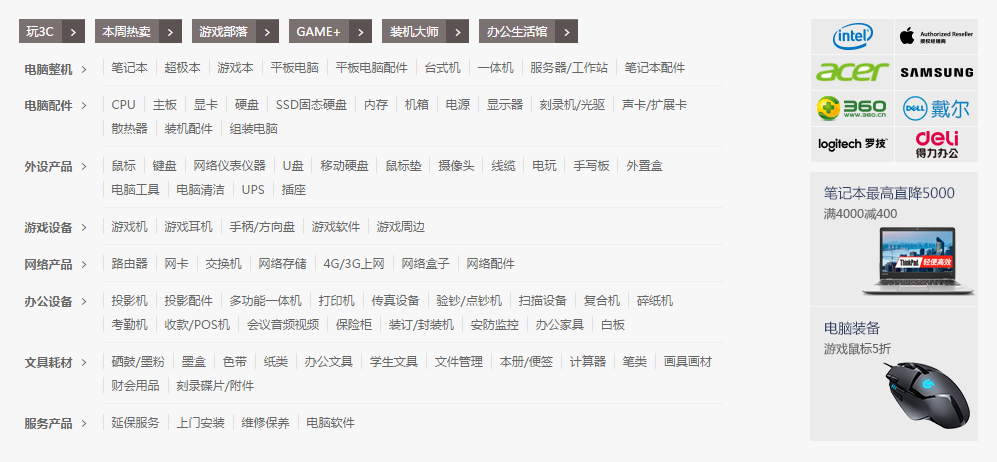 玩3C > 本周热卖 > 游戏部落 > GAME+ > 装机大师 > 办公生活馆 >
电脑整机 > 笔记本 超极本 游戏本 平板电脑 平板电脑配件 台式机 一体机 服务器/工作站 笔记本配件
电脑配件 > CPU 主板 显卡 硬盘 SSD固态硬盘 内存 机箱 电源 显示器 刻录机/光驱 声卡/扩展卡
散热器 装机配件 组装电脑
外设产品 > 鼠标 键盘 网络仪表仪器 U盘 移动硬盘 鼠标垫 摄像头 线缆 电玩 手写板 外置盒
电脑工具 电脑清洁 UPS 插座
游戏设备 > 游戏机 游戏耳机 手柄/方向盘 游戏软件 游戏周边
网络产品 > 路由器 网卡 交换机 网络存储 4G/3G上网 网络盒子 网络配件
办公设备 > 投影机 投影配件 多功能一体机 打印机 传真设备 验钞/点钞机 扫描设备 复合机 碎纸机
考勤机 收款/POS机 会议音频视频 保险柜 装订/封装机 安防监控 办公家具 白板
文具耗材 > 硒鼓/墨粉 墨盒 色带 纸类 办公文具 学生文具 文件管理 本册/便签 计算器 笔类 画具画材
财会用品 刻录碟片/附件
服务产品 > 延保服务 上门安装 维修保养 电脑软件
intel Authorized Reseller
授权经销商
acer SAMSUNG
360 DELL 戴尔
www.360.cn
logitech 罗技 deli
得力办公
笔记本最高直降5000
满4000减400
ThinkPad 轻便高效
电脑装备
游戏鼠标5折